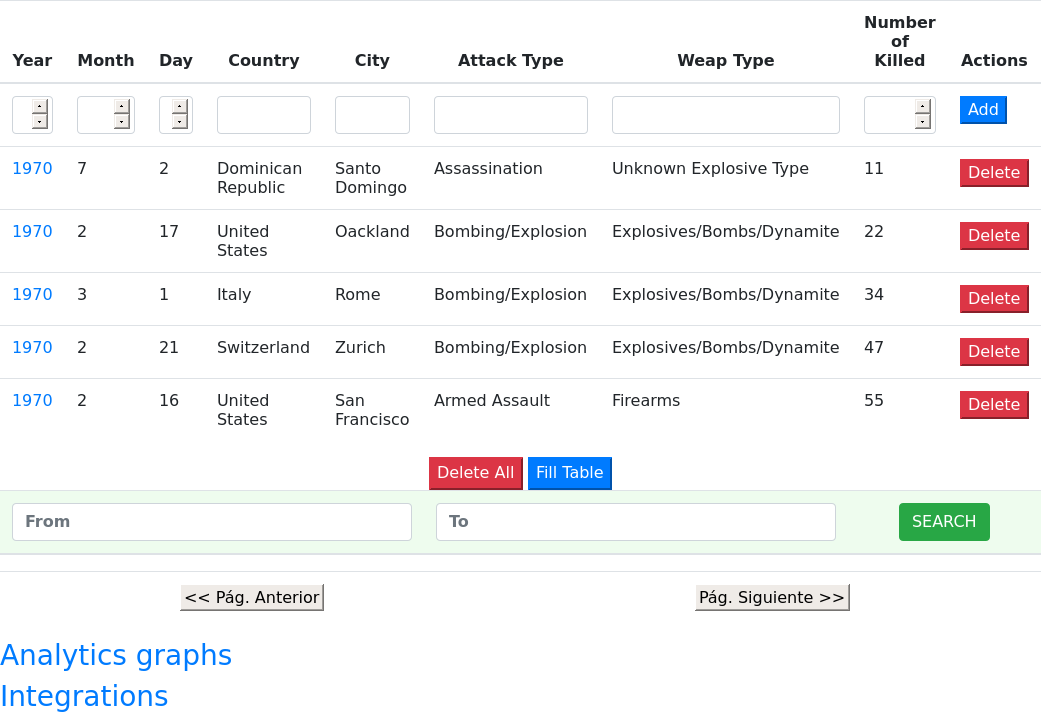 Year Month Day Country City Attack Type Weap Type Number of Killed Actions
Add
1970 7 2 Dominican Republic Santo Domingo Assassination Unknown Explosive Type 11 Delete
1970 2 17 United States Oackland Bombing/Explosion Explosives/Bombs/Dynamite 22 Delete
1970 3 1 Italy Rome Bombing/Explosion Explosives/Bombs/Dynamite 34 Delete
1970 2 21 Switzerland Zurich Bombing/Explosion Explosives/Bombs/Dynamite 47 Delete
1970 2 16 United States San Francisco Armed Assault Firearms 55 Delete
Delete All Fill Table
From To SEARCH
<< Pág. Anterior Pág. Siguiente >>
Analytics graphs
Integrations